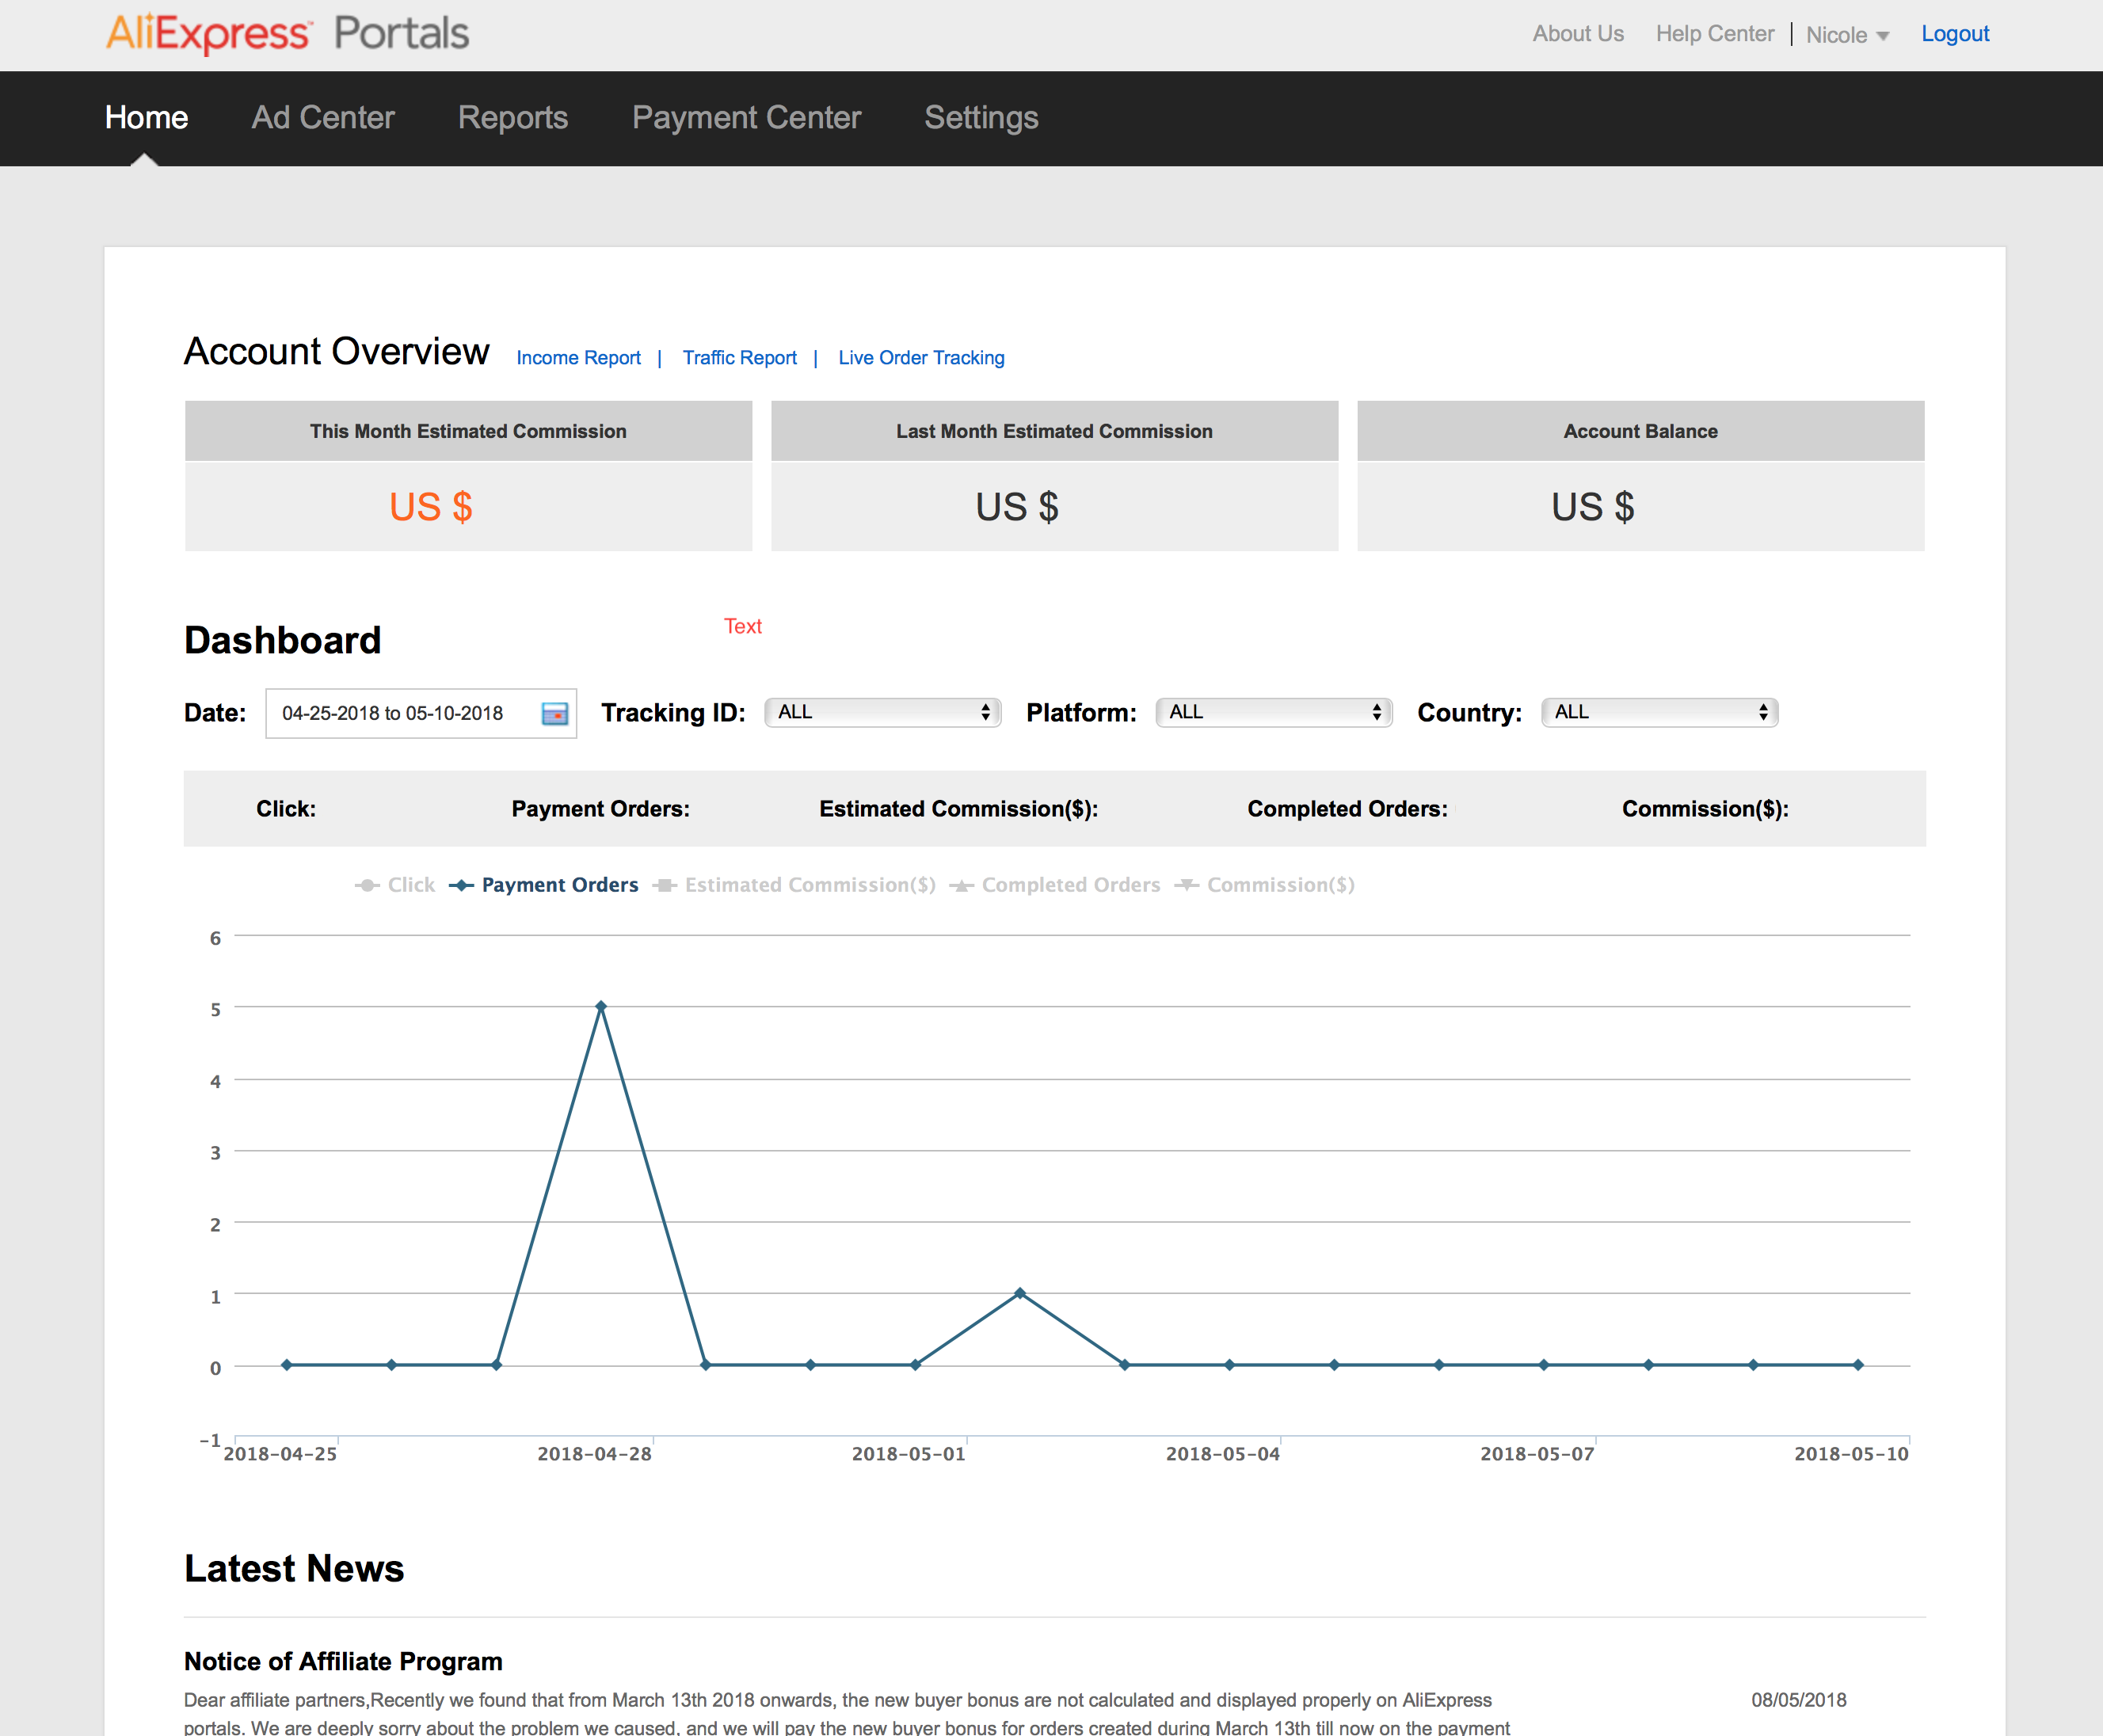 AliExpress™ Portals
About Us Help Center | Nicole Logout
Home Ad Center Reports Payment Center Settings
Account Overview Income Report | Traffic Report | Live Order Tracking
This Month Estimated Commission Last Month Estimated Commission Account Balance
US $ US $ US $
Text
Dashboard
Date: 04-25-2018 to 05-10-2018 Tracking ID: ALL Platform: ALL Country: ALL
Click: Payment Orders: Estimated Commission($): Completed Orders: Commission($):
Click Payment Orders Estimated Commission($) Completed Orders Commission($)
6
5
4
3
2
1
0
-1
2018-04-25 2018-04-28 2018-05-01 2018-05-04 2018-05-07 2018-05-10
Latest News
Notice of Affiliate Program
Dear affiliate partners,Recently we found that from March 13th 2018 onwards, the new buyer bonus are not calculated and displayed properly on AliExpress 08/05/2018
portals. We are deeply sorry about the problem we caused, and we will pay the new buyer bonus for orders created during March 13th till now on the payment